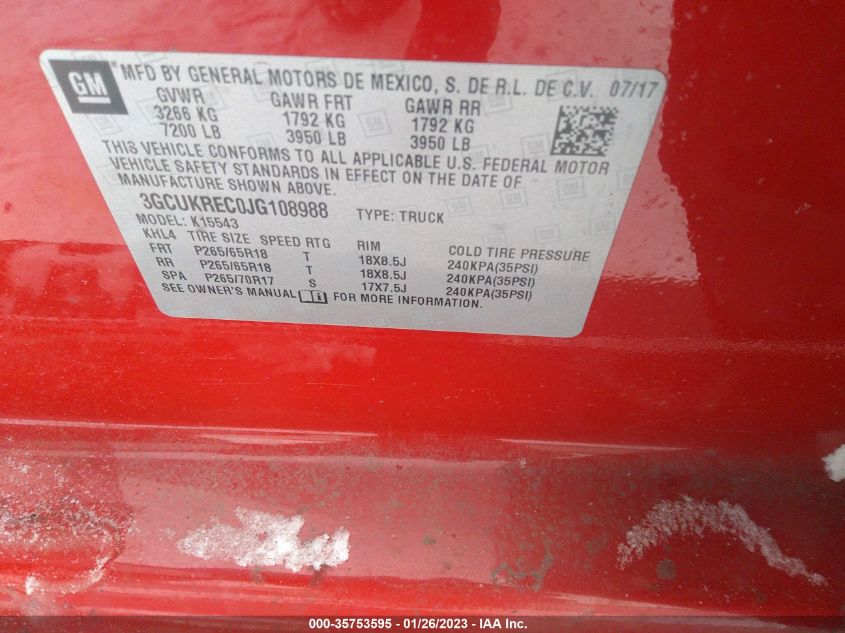 GM
MFD BY GENERAL MOTORS DE MEXICO, S. DE R.L. DE C.V. 07/17
GVWR GAWR FRT GAWR RR
3266 KG 1792 KG 1792 KG
7200 LB 3950 LB 3950 LB
THIS VEHICLE CONFORMS TO ALL APPLICABLE U.S. FEDERAL MOTOR
VEHICLE SAFETY STANDARDS IN EFFECT ON THE DATE OF
MANUFACTURE SHOWN ABOVE.
3GCUKREC0JG108988 TYPE: TRUCK
MODEL: K15543
KHL4 TIRE SIZE SPEED RTG RIM COLD TIRE PRESSURE
FRT P265/65R18 T 18X8.5J 240KPA(35PSI)
RR P265/65R18 T 18X8.5J 240KPA(35PSI)
SPA P265/70R17 S 17X7.5J 240KPA(35PSI)
SEE OWNER'S MANUAL FOR MORE INFORMATION.
000-35753595 - 01/26/2023 - IAA Inc.